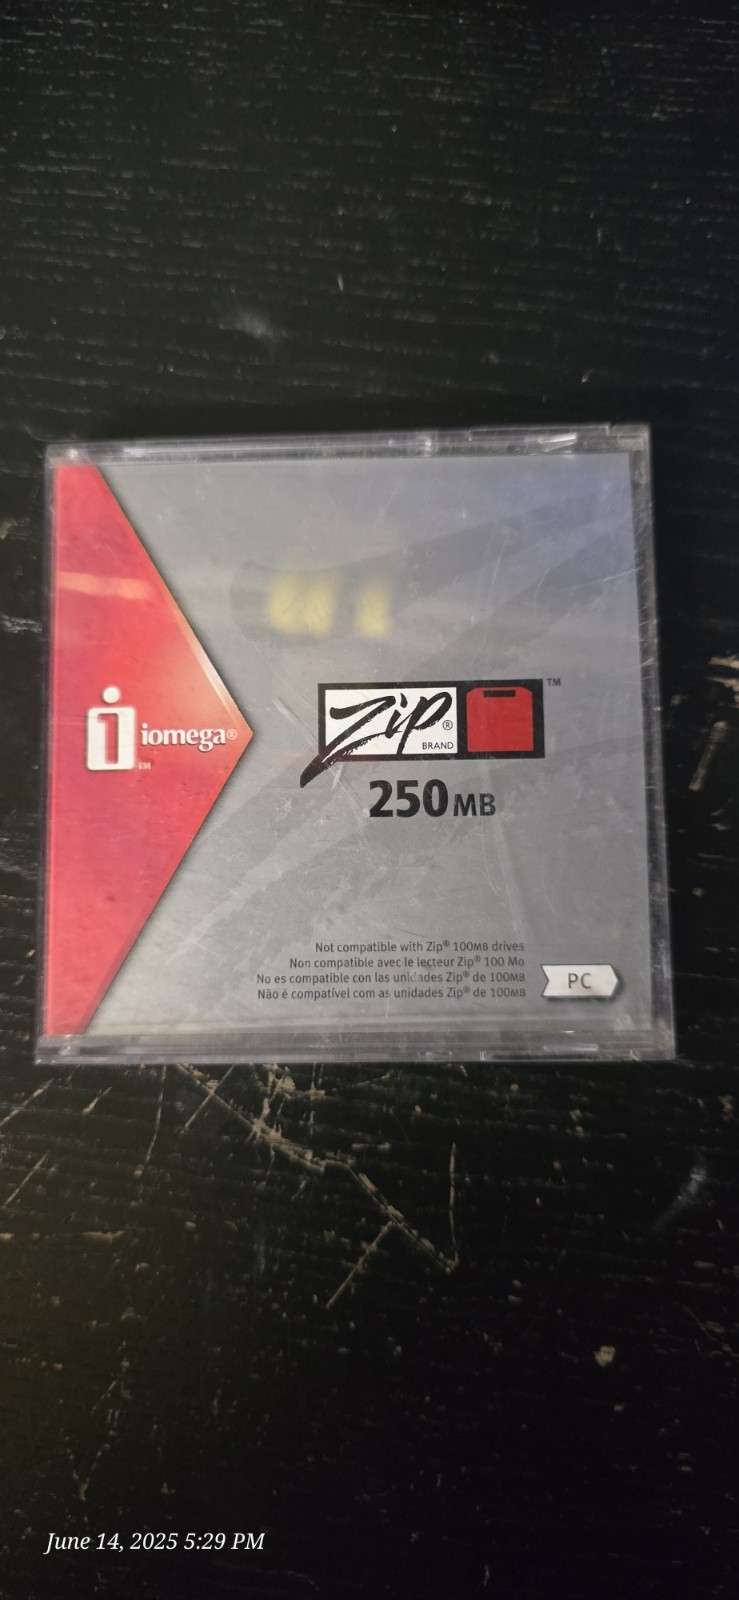 iomega®
TM
Zip®
BRAND
TM
250MB
Not compatible with Zip® 100MB drives
Non compatible avec le lecteur Zip® 100 Mo
No es compatible con las unidades Zip® de 100MB
Não é compatível com as unidades Zip® de 100MB
PC
June 14, 2025 5:29 PM